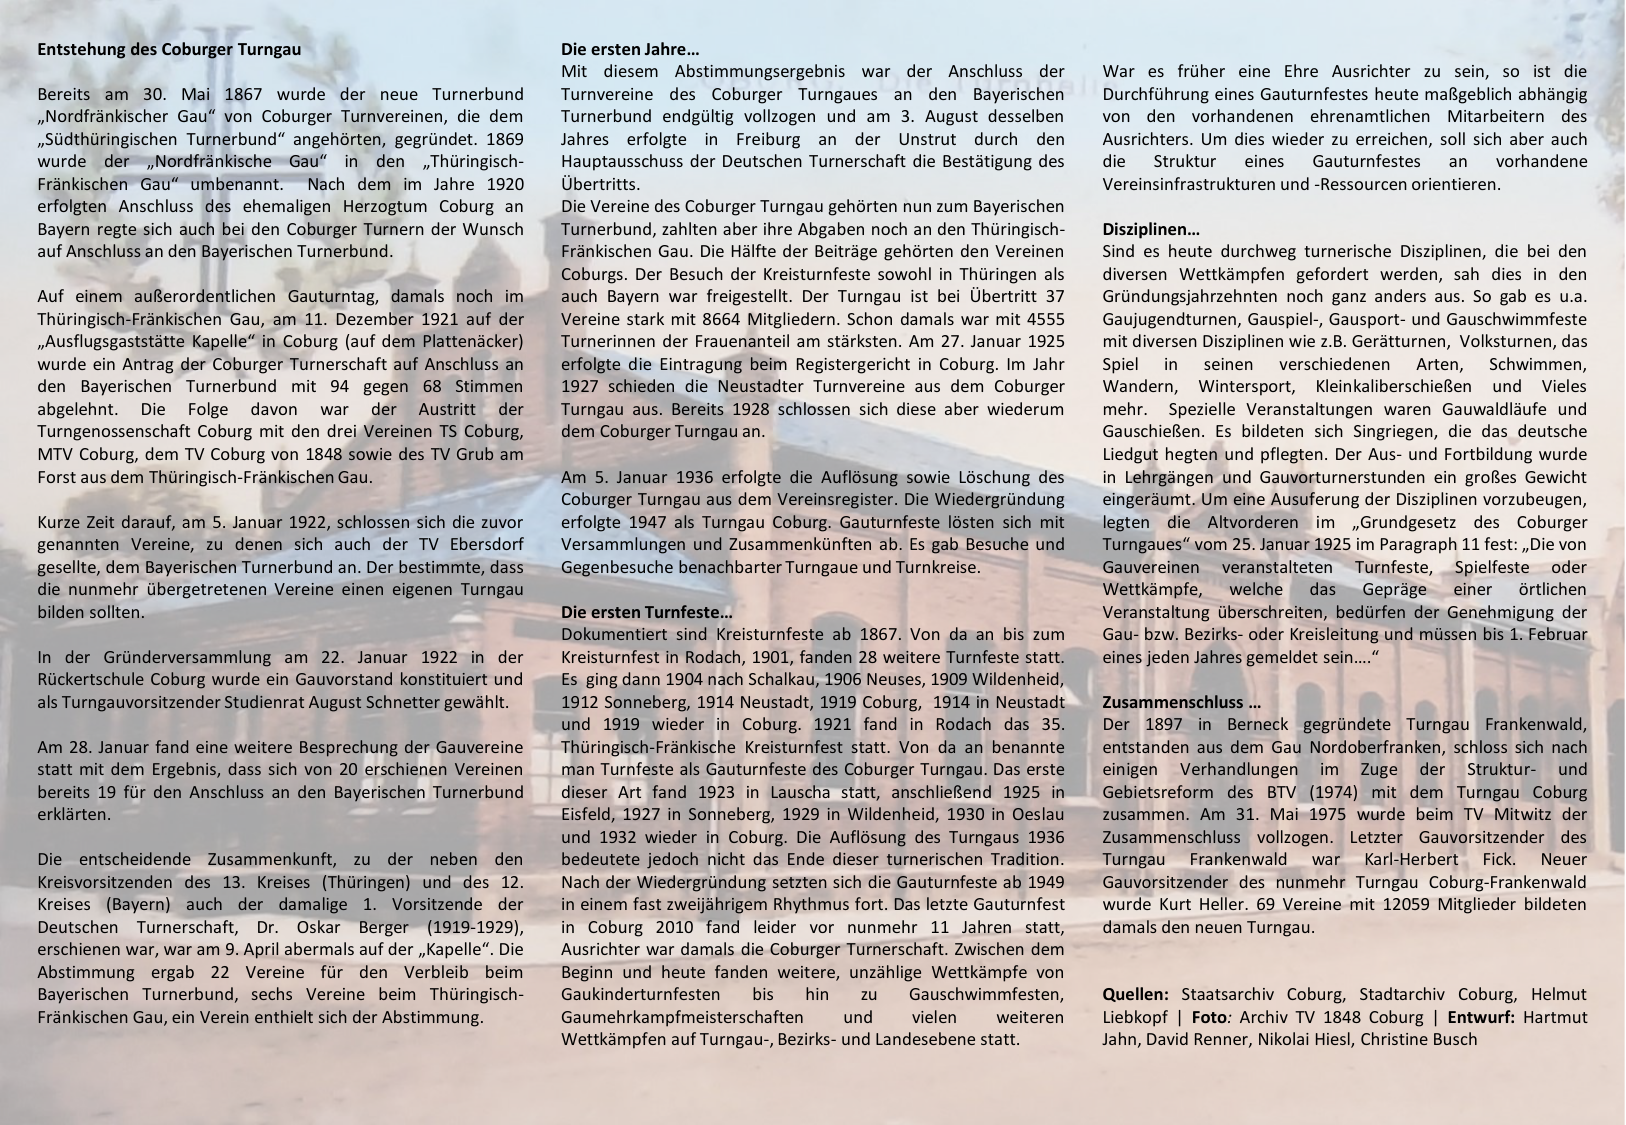 Entstehung des Coburger Turngau
Bereits am 30. Mai 1867 wurde der neue Turnerbund
„Nordfränkischer Gau“ von Coburger Turnvereinen, die dem
„Südthüringischen Turnerbund“ angehörten, gegründet. 1869
wurde der „Nordfränkische Gau“ in den „Thüringisch-
Fränkischen Gau“ umbenannt. Nach dem im Jahre 1920
erfolgten Anschluss des ehemaligen Herzogtum Coburg an
Bayern regte sich auch bei den Coburger Turnern der Wunsch
auf Anschluss an den Bayerischen Turnerbund.
Auf einem außerordentlichen Gauturntag, damals noch im
Thüringisch-Fränkischen Gau, am 11. Dezember 1921 auf der
„Ausflugsgaststätte Kapelle“ in Coburg (auf dem Plattenäcker)
wurde ein Antrag der Coburger Turnerschaft auf Anschluss an
den Bayerischen Turnerbund mit 94 gegen 68 Stimmen
abgelehnt. Die Folge davon war der Austritt der
Turngenossenschaft Coburg mit den drei Vereinen TS Coburg,
MTV Coburg, dem TV Coburg von 1848 sowie des TV Grub am
Forst aus dem Thüringisch-Fränkischen Gau.
Kurze Zeit darauf, am 5. Januar 1922, schlossen sich die zuvor
genannten Vereine, zu denen sich auch der TV Ebersdorf
gesellte, dem Bayerischen Turnerbund an. Der bestimmte, dass
die nunmehr übergetretenen Vereine einen eigenen Turngau
bilden sollten.
In der Gründerversammlung am 22. Januar 1922 in der
Rückertschule Coburg wurde ein Gauvorstand konstituiert und
als Turngauvorsitzender Studienrat August Schnetter gewählt.
Am 28. Januar fand eine weitere Besprechung der Gauvereine
statt mit dem Ergebnis, dass sich von 20 erschienen Vereinen
bereits 19 für den Anschluss an den Bayerischen Turnerbund
erklärten.
Die entscheidende Zusammenkunft, zu der neben den
Kreisvorsitzenden des 13. Kreises (Thüringen) und des 12.
Kreises (Bayern) auch der damalige 1. Vorsitzende der
Deutschen Turnerschaft, Dr. Oskar Berger (1919-1929),
erschienen war, war am 9. April abermals auf der „Kapelle“. Die
Abstimmung ergab 22 Vereine für den Verbleib beim
Bayerischen Turnerbund, sechs Vereine beim Thüringisch-
Fränkischen Gau, ein Verein enthielt sich der Abstimmung.
Die ersten Jahre…
Mit diesem Abstimmungsergebnis war der Anschluss der
Turnvereine des Coburger Turngaues an den Bayerischen
Turnerbund endgültig vollzogen und am 3. August desselben
Jahres erfolgte in Freiburg an der Unstrut durch den
Hauptausschuss der Deutschen Turnerschaft die Bestätigung des
Übertritts.
Die Vereine des Coburger Turngau gehörten nun zum Bayerischen
Turnerbund, zahlten aber ihre Abgaben noch an den Thüringisch-
Fränkischen Gau. Die Hälfte der Beiträge gehörten den Vereinen
Coburgs. Der Besuch der Kreisturnfeste sowohl in Thüringen als
auch Bayern war freigestellt. Der Turngau ist bei Übertritt 37
Vereine stark mit 8664 Mitgliedern. Schon damals war mit 4555
Turnerinnen der Frauenanteil am stärksten. Am 27. Januar 1925
erfolgte die Eintragung beim Registergericht in Coburg. Im Jahr
1927 schieden die Neustadter Turnvereine aus dem Coburger
Turngau aus. Bereits 1928 schlossen sich diese aber wiederum
dem Coburger Turngau an.
Am 5. Januar 1936 erfolgte die Auflösung sowie Löschung des
Coburger Turngau aus dem Vereinsregister. Die Wiedergründung
erfolgte 1947 als Turngau Coburg. Gauturnfeste lösten sich mit
Versammlungen und Zusammenkünften ab. Es gab Besuche und
Gegenbesuche benachbarter Turngaue und Turnkreise.
Die ersten Turnfeste…
Dokumentiert sind Kreisturnfeste ab 1867. Von da an bis zum
Kreisturnfest in Rodach, 1901, fanden 28 weitere Turnfeste statt.
Es ging dann 1904 nach Schalkau, 1906 Neuses, 1909 Wildenheid,
1912 Sonneberg, 1914 Neustadt, 1919 Coburg, 1914 in Neustadt
und 1919 wieder in Coburg. 1921 fand in Rodach das 35.
Thüringisch-Fränkische Kreisturnfest statt. Von da an benannte
man Turnfeste als Gauturnfeste des Coburger Turngau. Das erste
dieser Art fand 1923 in Lauscha statt, anschließend 1925 in
Eisfeld, 1927 in Sonneberg, 1929 in Wildenheid, 1930 in Oeslau
und 1932 wieder in Coburg. Die Auflösung des Turngaus 1936
bedeutete jedoch nicht das Ende dieser turnerischen Tradition.
Nach der Wiedergründung setzten sich die Gauturnfeste ab 1949
in einem fast zweijährigem Rhythmus fort. Das letzte Gauturnfest
in Coburg 2010 fand leider vor nunmehr 11 Jahren statt,
Ausrichter war damals die Coburger Turnerschaft. Zwischen dem
Beginn und heute fanden weitere, unzählige Wettkämpfe von
Gaukinderturnfesten bis hin zu Gauschwimmfesten,
Gaumehrkampfmeisterschaften und vielen weiteren
Wettkämpfen auf Turngau-, Bezirks- und Landesebene statt.
War es früher eine Ehre Ausrichter zu sein, so ist die
Durchführung eines Gauturnfestes heute maßgeblich abhängig
von den vorhandenen ehrenamtlichen Mitarbeitern des
Ausrichters. Um dies wieder zu erreichen, soll sich aber auch
die Struktur eines Gauturnfestes an vorhandene
Vereinsinfrastrukturen und -Ressourcen orientieren.
Disziplinen…
Sind es heute durchweg turnerische Disziplinen, die bei den
diversen Wettkämpfen gefordert werden, sah dies in den
Gründungsjahrzehnten noch ganz anders aus. So gab es u.a.
Gaujugendturnen, Gauspiel-, Gausport- und Gauschwimmfeste
mit diversen Disziplinen wie z.B. Gerätturnen, Volksturnen, das
Spiel in seinen verschiedenen Arten, Schwimmen,
Wandern, Wintersport, Kleinkaliberschießen und Vieles
mehr. Spezielle Veranstaltungen waren Gauwaldläufe und
Gauschießen. Es bildeten sich Singriegen, die das deutsche
Liedgut hegten und pflegten. Der Aus- und Fortbildung wurde
in Lehrgängen und Gauvorturnerstunden ein großes Gewicht
eingeräumt. Um eine Ausuferung der Disziplinen vorzubeugen,
legten die Altvorderen im „Grundgesetz des Coburger
Turngaues“ vom 25. Januar 1925 im Paragraph 11 fest: „Die von
Gauvereinen veranstalteten Turnfeste, Spielfeste oder
Wettkämpfe, welche das Gepräge einer örtlichen
Veranstaltung überschreiten, bedürfen der Genehmigung der
Gau- bzw. Bezirks- oder Kreisleitung und müssen bis 1. Februar
eines jeden Jahres gemeldet sein….“
Zusammenschluss …
Der 1897 in Berneck gegründete Turngau Frankenwald,
entstanden aus dem Gau Nordoberfranken, schloss sich nach
einigen Verhandlungen im Zuge der Struktur- und
Gebietsreform des BTV (1974) mit dem Turngau Coburg
zusammen. Am 31. Mai 1975 wurde beim TV Mitwitz der
Zusammenschluss vollzogen. Letzter Gauvorsitzender des
Turngau Frankenwald war Karl-Herbert Fick. Neuer
Gauvorsitzender des nunmehr Turngau Coburg-Frankenwald
wurde Kurt Heller. 69 Vereine mit 12059 Mitglieder bildeten
damals den neuen Turngau.
Quellen: Staatsarchiv Coburg, Stadtarchiv Coburg, Helmut
Liebkopf | Foto: Archiv TV 1848 Coburg | Entwurf: Hartmut
Jahn, David Renner, Nikolai Hiesl, Christine Busch